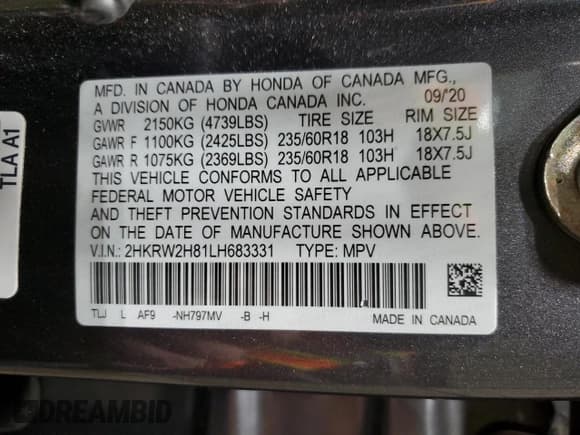 MFD. IN CANADA BY HONDA OF CANADA MFG.,
A DIVISION OF HONDA CANADA INC. 09/'20
GVWR 2150KG (4739LBS) TIRE SIZE RIM SIZE
GAWR F 1100KG (2425LBS) 235/60R18 103H 18X7.5J
GAWR R 1075KG (2369LBS) 235/60R18 103H 18X7.5J
THIS VEHICLE CONFORMS TO ALL APPLICABLE
FEDERAL MOTOR VEHICLE SAFETY
AND THEFT PREVENTION STANDARDS IN EFFECT
ON THE DATE OF MANUFACTURE SHOWN ABOVE.
V.I.N.: 2HKRW2H81LH683331 TYPE: MPV
TLJ L AF9 -NH797MV -B -H
MADE IN CANADA
TLA A1
DREAMBID